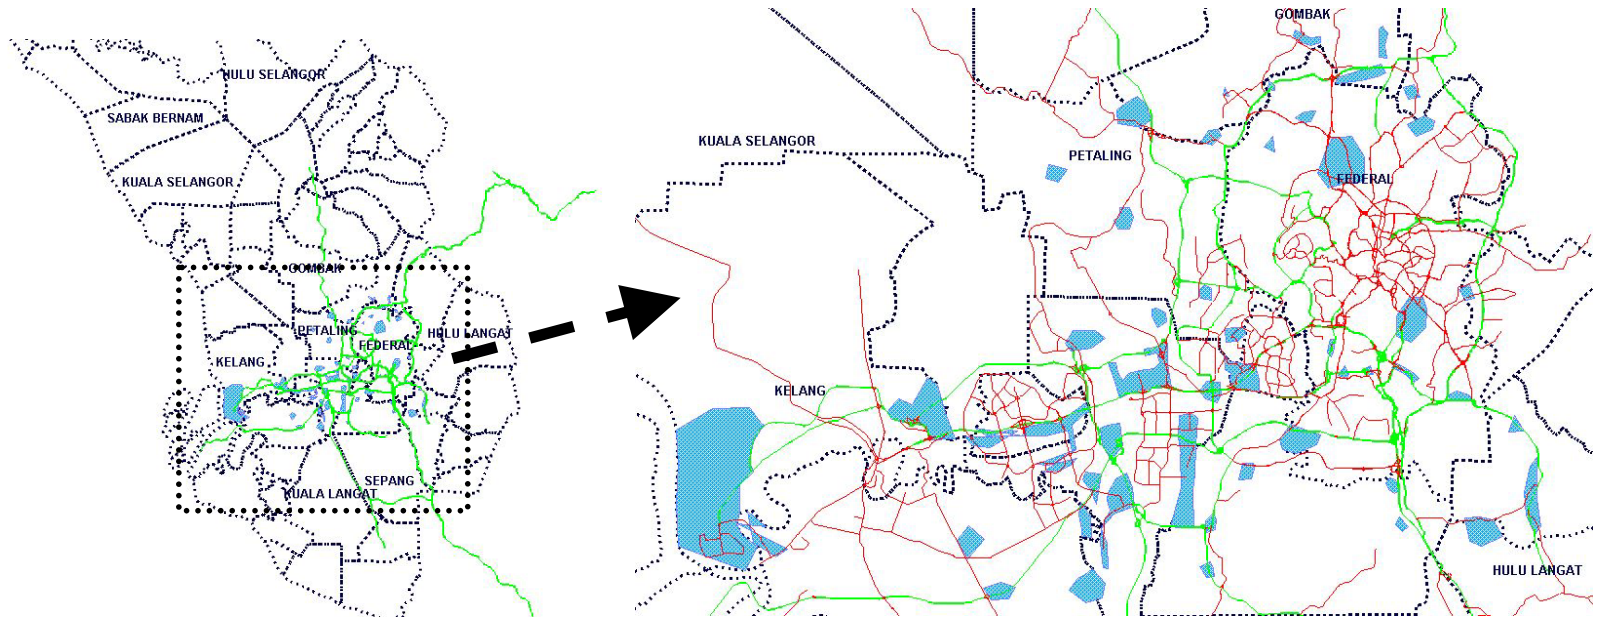 HULU SELANGOR
SABAK BERNAM
KUALA SELANGOR
GOMBAK
PETALING
HULU LANGAT
FEDERAL
KELANG
SEPANG
KUALA LANGAT
GOMBAK
KUALA SELANGOR
PETALING
FEDERAL
KELANG
HULU LANGAT